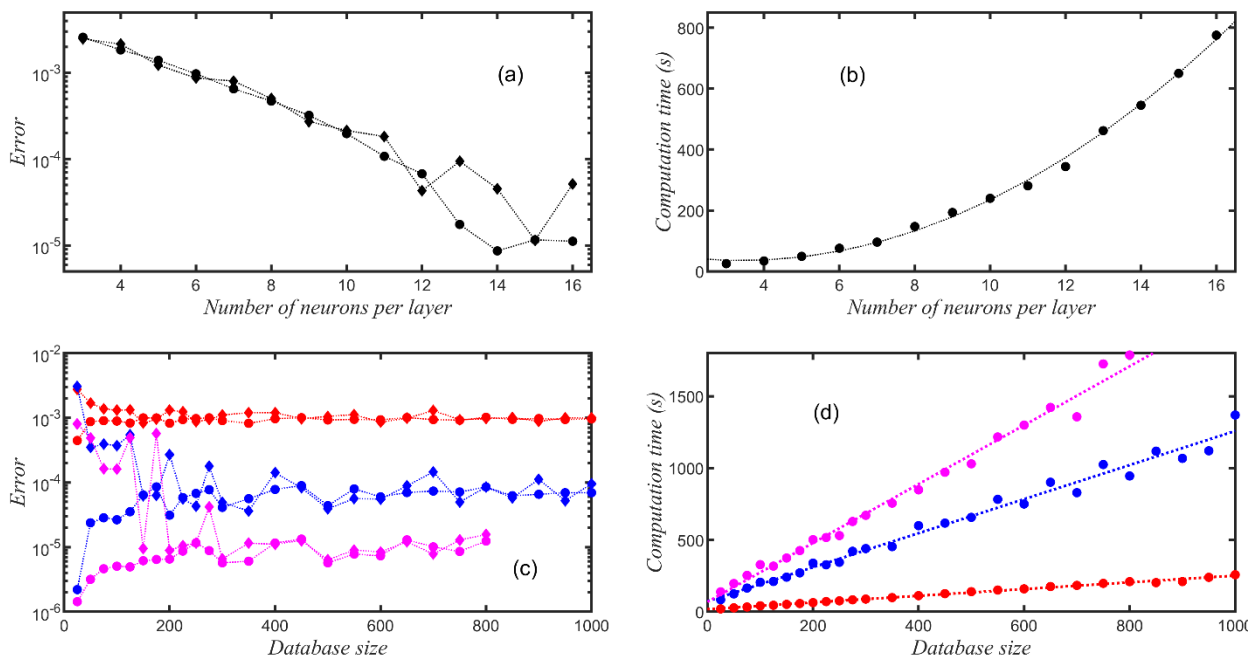 (a)
Error
10-3
10-4
10-5
4 6 8 10 12 14 16
Number of neurons per layer
(b)
Computation time (s)
800
600
400
200
0
4 6 8 10 12 14 16
Number of neurons per layer
(c)
Error
10-2
10-3
10-4
10-5
10-6
0 200 400 600 800 1000
Database size
(d)
Computation time (s)
1500
1000
500
0
0 200 400 600 800 1000
Database size